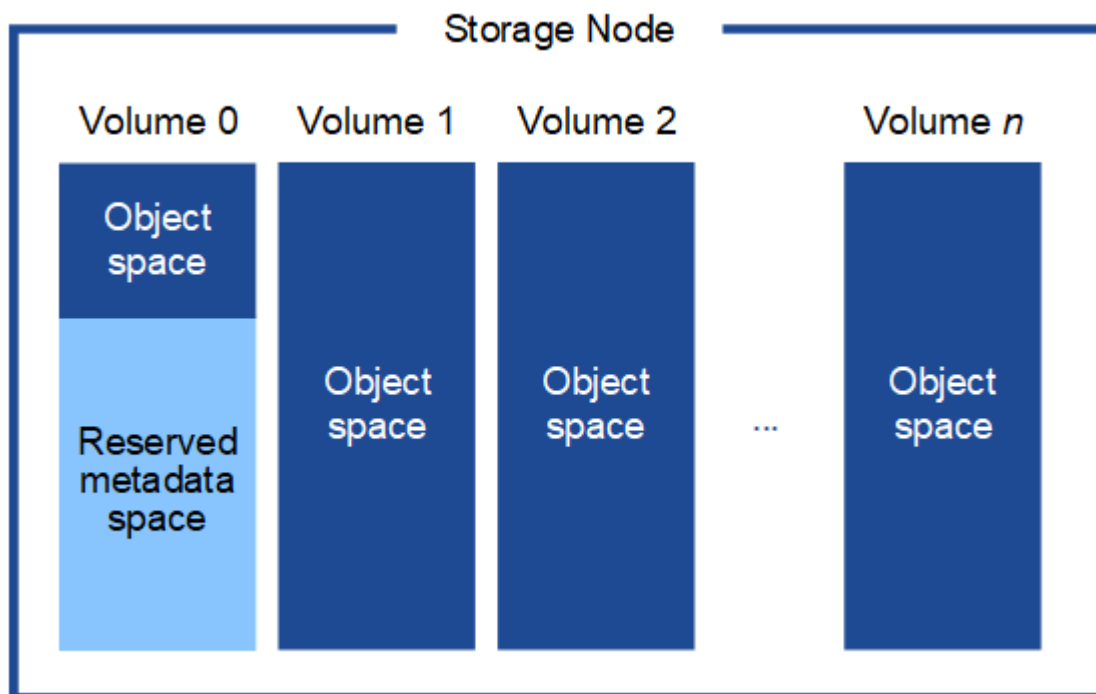 Storage Node
Volume 0
Volume 1
Volume 2
Volume n
Object
space
Reserved
metadata
space
Object
space
Object
space
...
Object
space